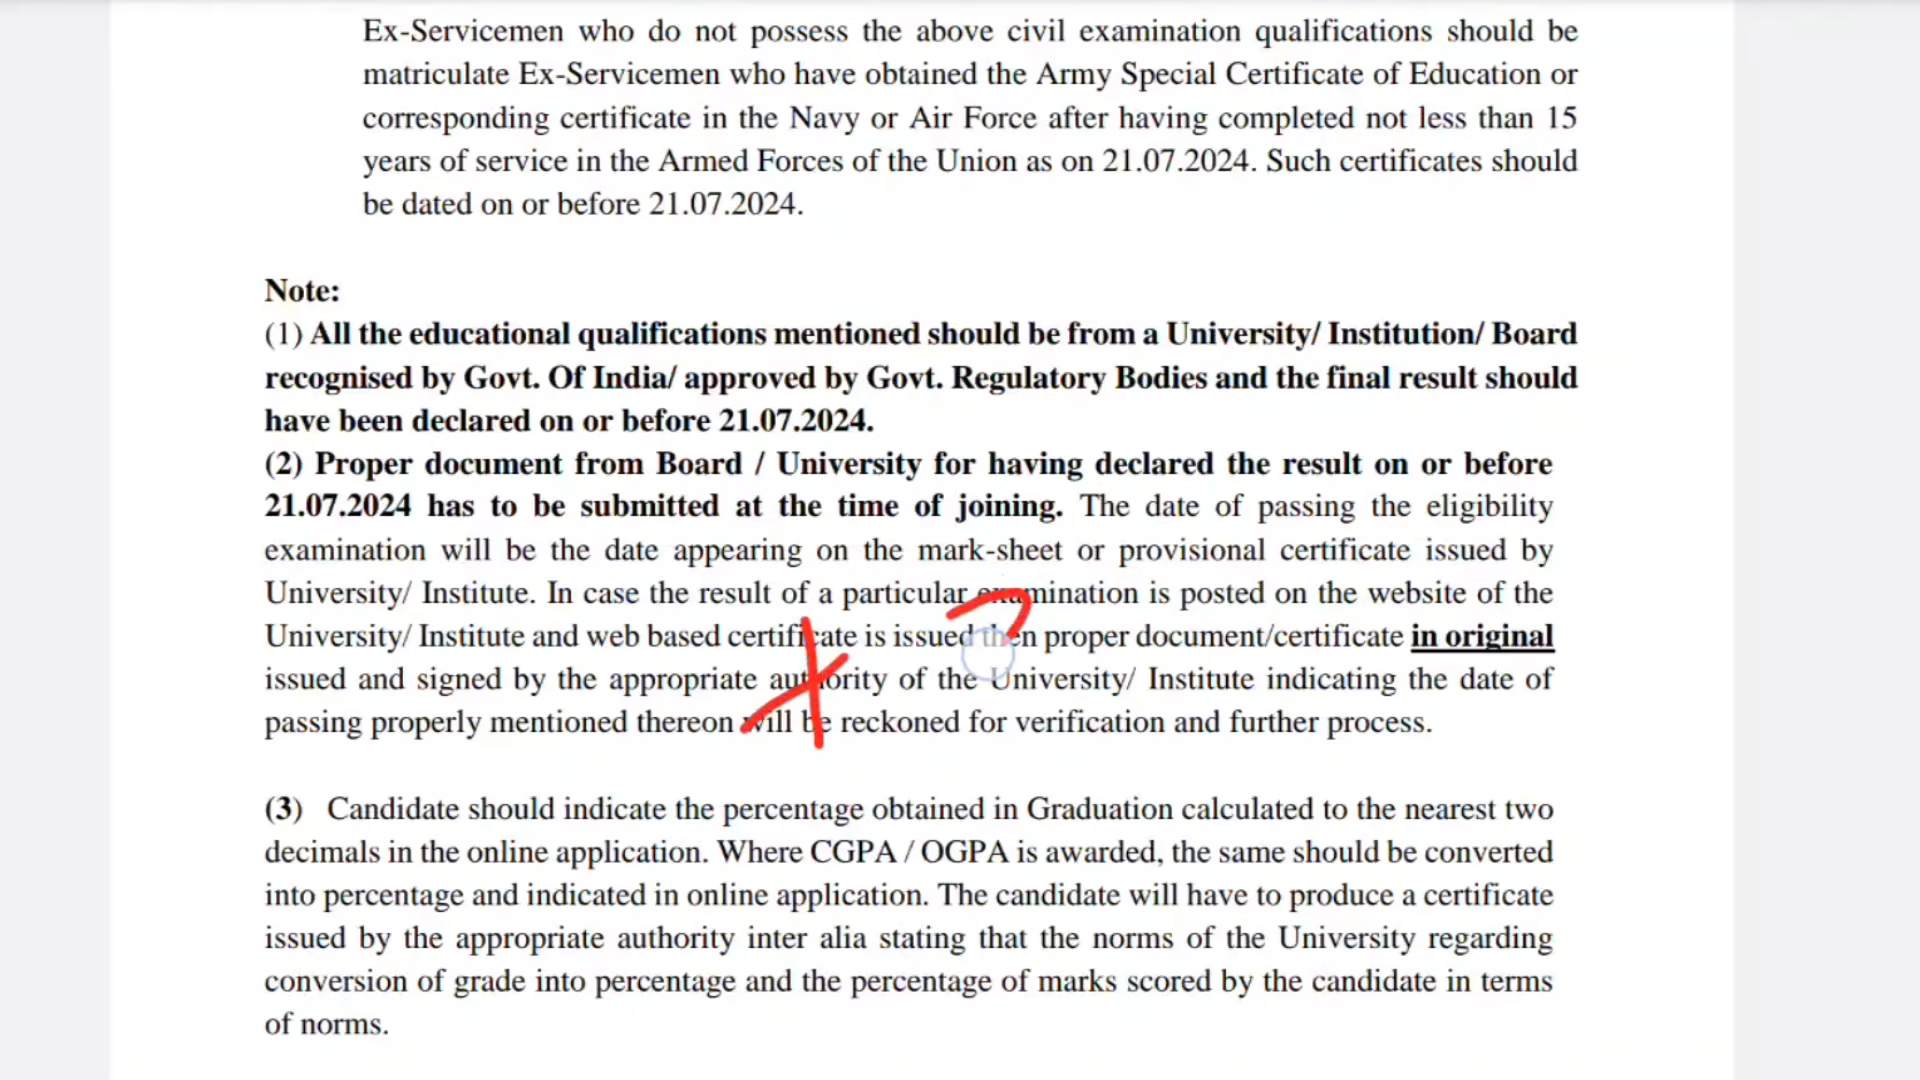 Ex-Servicemen who do not possess the above civil examination qualifications should be
matriculate Ex-Servicemen who have obtained the Army Special Certificate of Education or
corresponding certificate in the Navy or Air Force after having completed not less than 15
years of service in the Armed Forces of the Union as on 21.07.2024. Such certificates should
be dated on or before 21.07.2024.
Note:
(1) All the educational qualifications mentioned should be from a University/ Institution/ Board
recognised by Govt. Of India/ approved by Govt. Regulatory Bodies and the final result should
have been declared on or before 21.07.2024.
(2) Proper document from Board / University for having declared the result on or before
21.07.2024 has to be submitted at the time of joining. The date of passing the eligibility
examination will be the date appearing on the mark-sheet or provisional certificate issued by
University/ Institute. In case the result of a particular examination is posted on the website of the
University/ Institute and web based certificate is issued then proper document/certificate in original
issued and signed by the appropriate authority of the University/ Institute indicating the date of
passing properly mentioned thereon will be reckoned for verification and further process.
(3) Candidate should indicate the percentage obtained in Graduation calculated to the nearest two
decimals in the online application. Where CGPA / OGPA is awarded, the same should be converted
into percentage and indicated in online application. The candidate will have to produce a certificate
issued by the appropriate authority inter alia stating that the norms of the University regarding
conversion of grade into percentage and the percentage of marks scored by the candidate in terms
of norms.